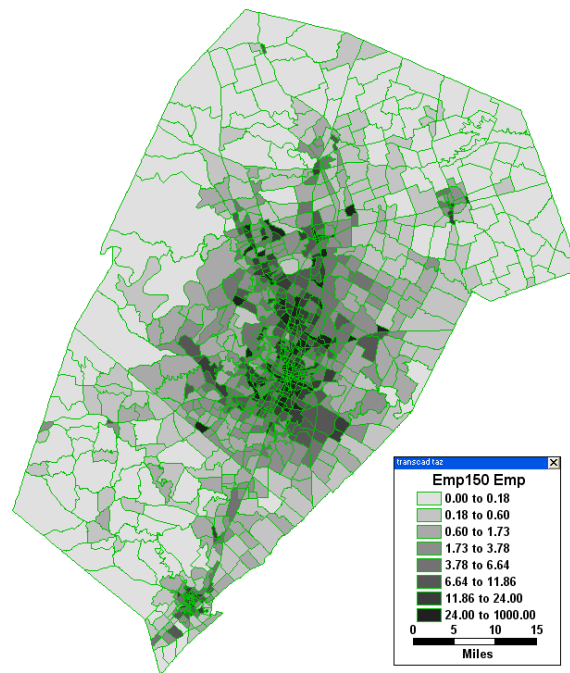 transcad taz
Emp150 Emp
0.00 to 0.18
0.18 to 0.60
0.60 to 1.73
1.73 to 3.78
3.78 to 6.64
6.64 to 11.86
11.86 to 24.00
24.00 to 1000.00
0 5 10 15
Miles